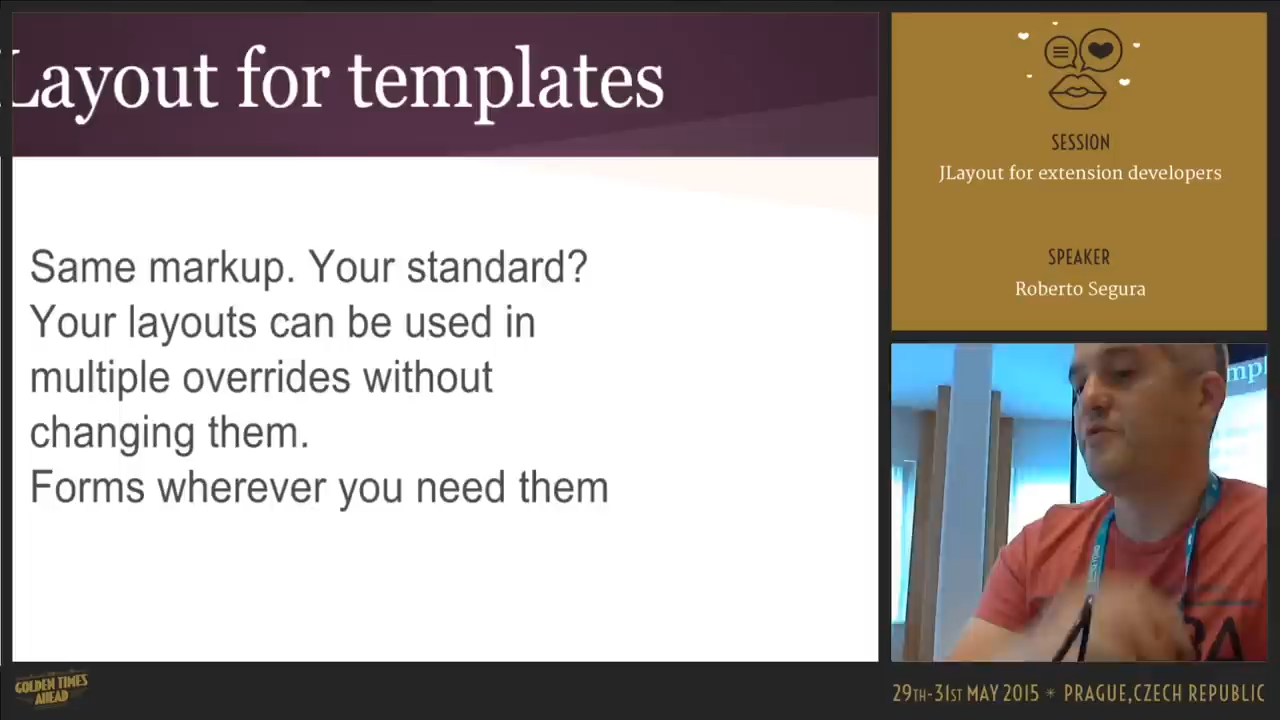 Layout for templates
Same markup. Your standard?
Your layouts can be used in
multiple overrides without
changing them.
Forms wherever you need them
SESSION
JLayout for extension developers
SPEAKER
Roberto Segura
GOLDEN TIMES
AHEAD
29TH-31ST MAY 2015 * PRAGUE,CZECH REPUBLIC